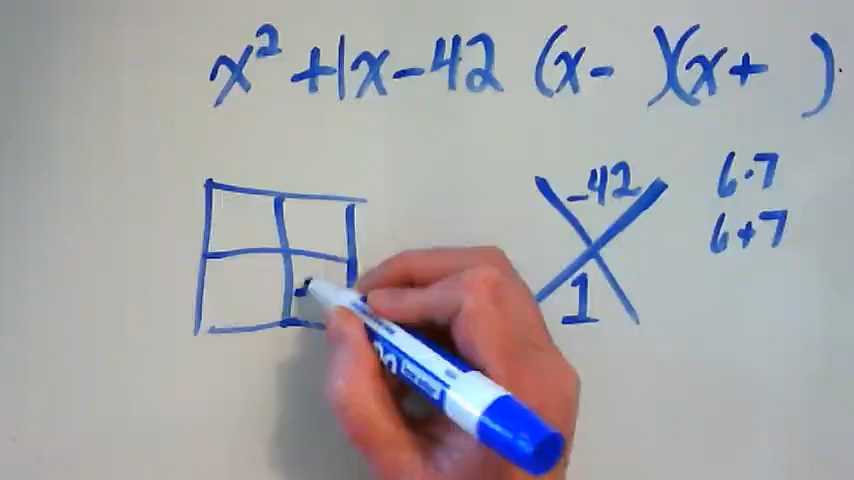 x² +1x - 42 (x - )(x + )
-42
1
6·7
6+7